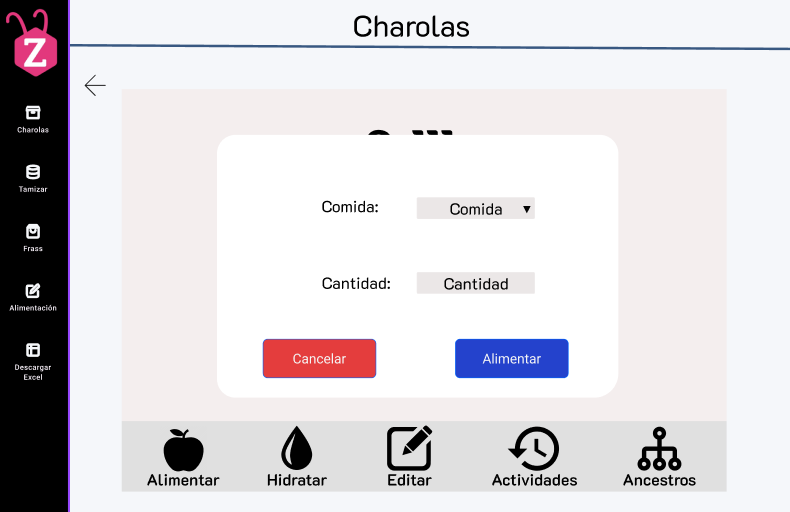 Charolas
Z
Charolas
Tamizar
Frass
Alimentación
Descargar
Excel
Comida:
Comida
Cantidad:
Cantidad
Cancelar
Alimentar
Alimentar
Hidratar
Editar
Actividades
Ancestros